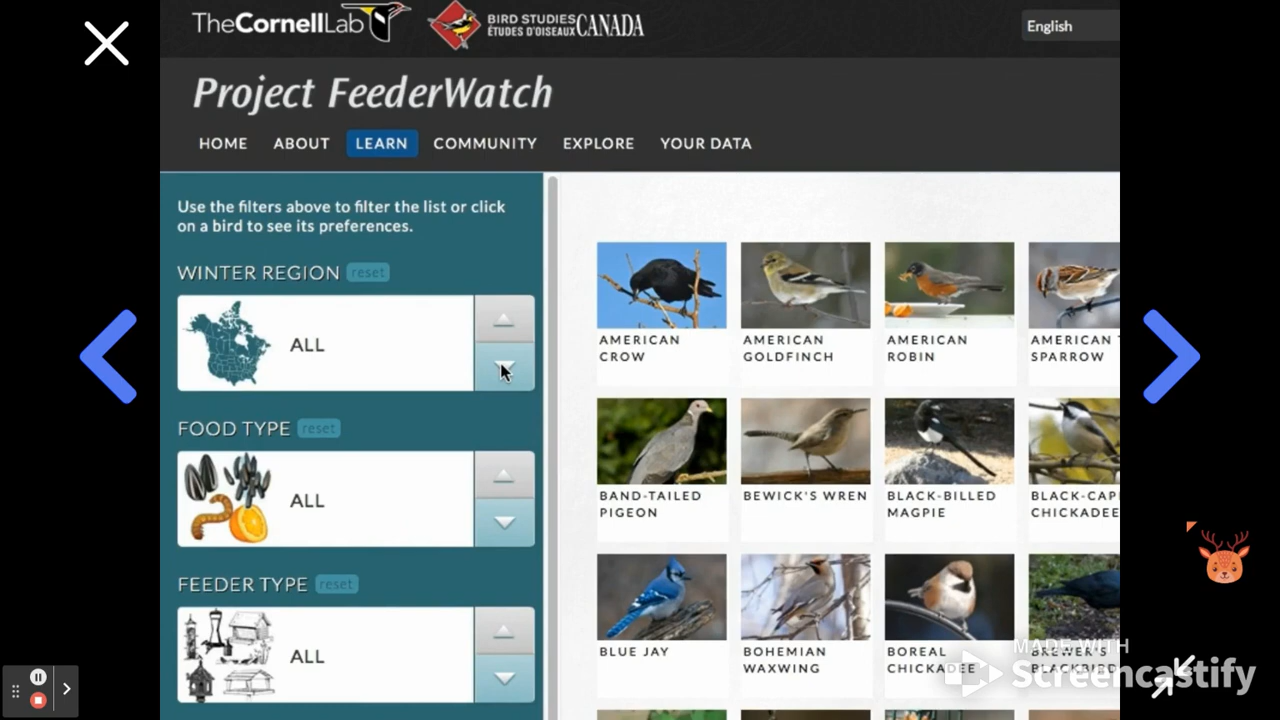 TheCornellLab
BIRD STUDIES
ÉTUDES D'OISEAUX CANADA
English
Project FeederWatch
HOME ABOUT LEARN COMMUNITY EXPLORE YOUR DATA
Use the filters above to filter the list or click
on a bird to see its preferences.
WINTER REGION reset
ALL
FOOD TYPE reset
ALL
FEEDER TYPE reset
ALL
AMERICAN
CROW
AMERICAN
GOLDFINCH
AMERICAN
ROBIN
AMERICAN
SPARROW
BAND-TAILED
PIGEON
BEWICK'S WREN
BLACK-BILLED
MAGPIE
BLACK-CAP
CHICKADEE
BLUE JAY
BOHEMIAN
WAXWING
BOREAL
CHICKADEE
BREWER'S
BLACKBIRD
MADE WITH
Screencastify